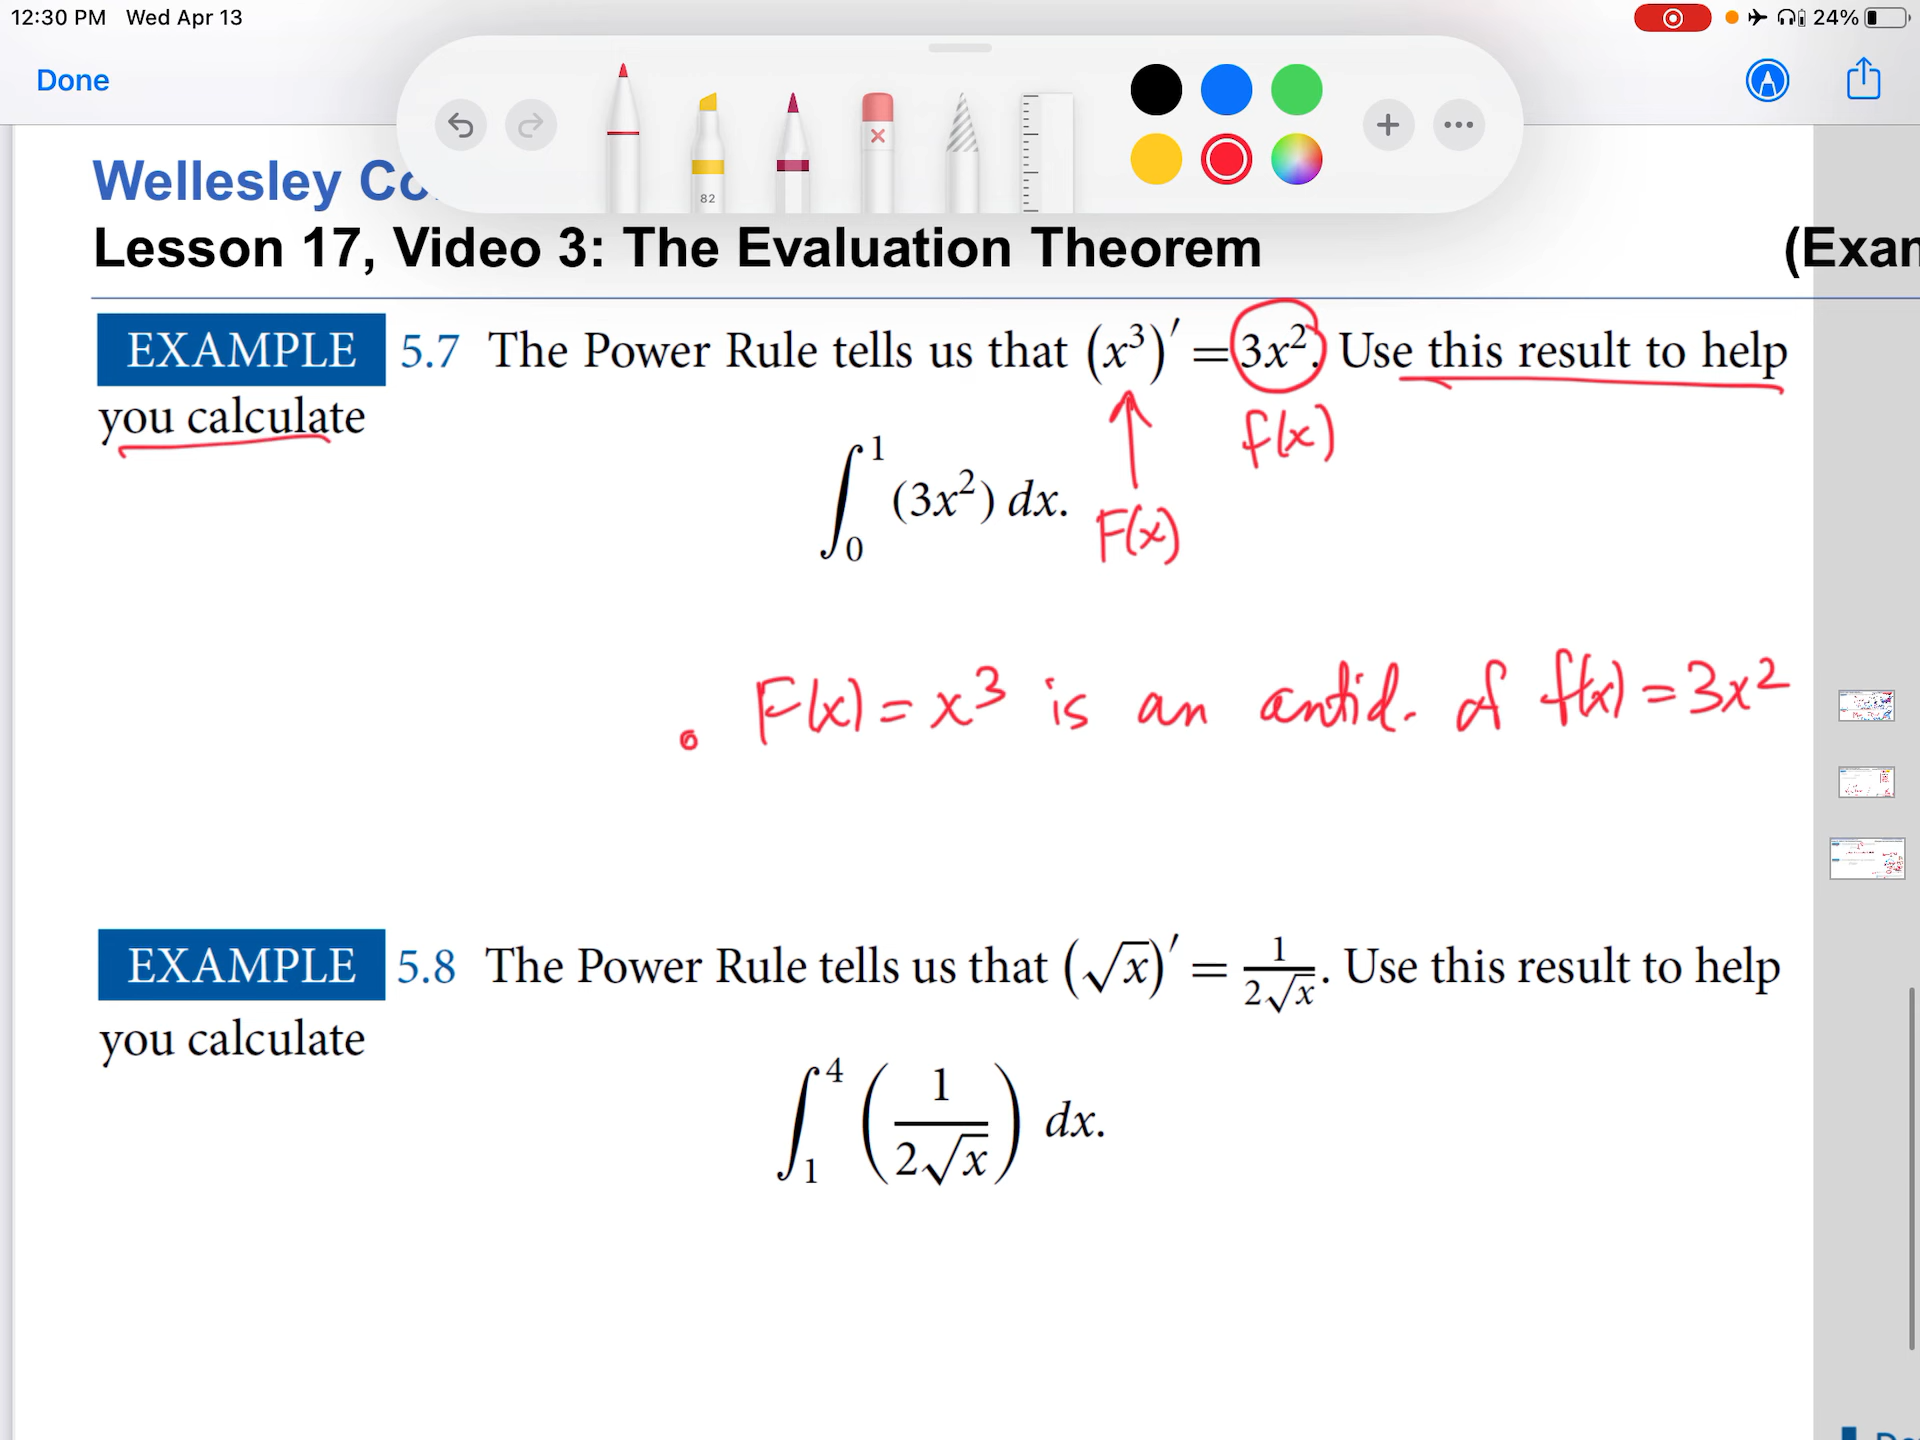 12:30 PM Wed Apr 13
24%
Done
82
Wellesley Co
Lesson 17, Video 3: The Evaluation Theorem (Exan
EXAMPLE 5.7 The Power Rule tells us that (x³)′ = 3x². Use this result to help
you calculate
f(x)
∫₀¹ (3x²) dx.
F(x)
• F(x) = x³ is an antid. of f(x) = 3x²
EXAMPLE 5.8 The Power Rule tells us that (√x)′ = 1/(2√x). Use this result to help
you calculate
∫₁⁴ (1/(2√x)) dx.